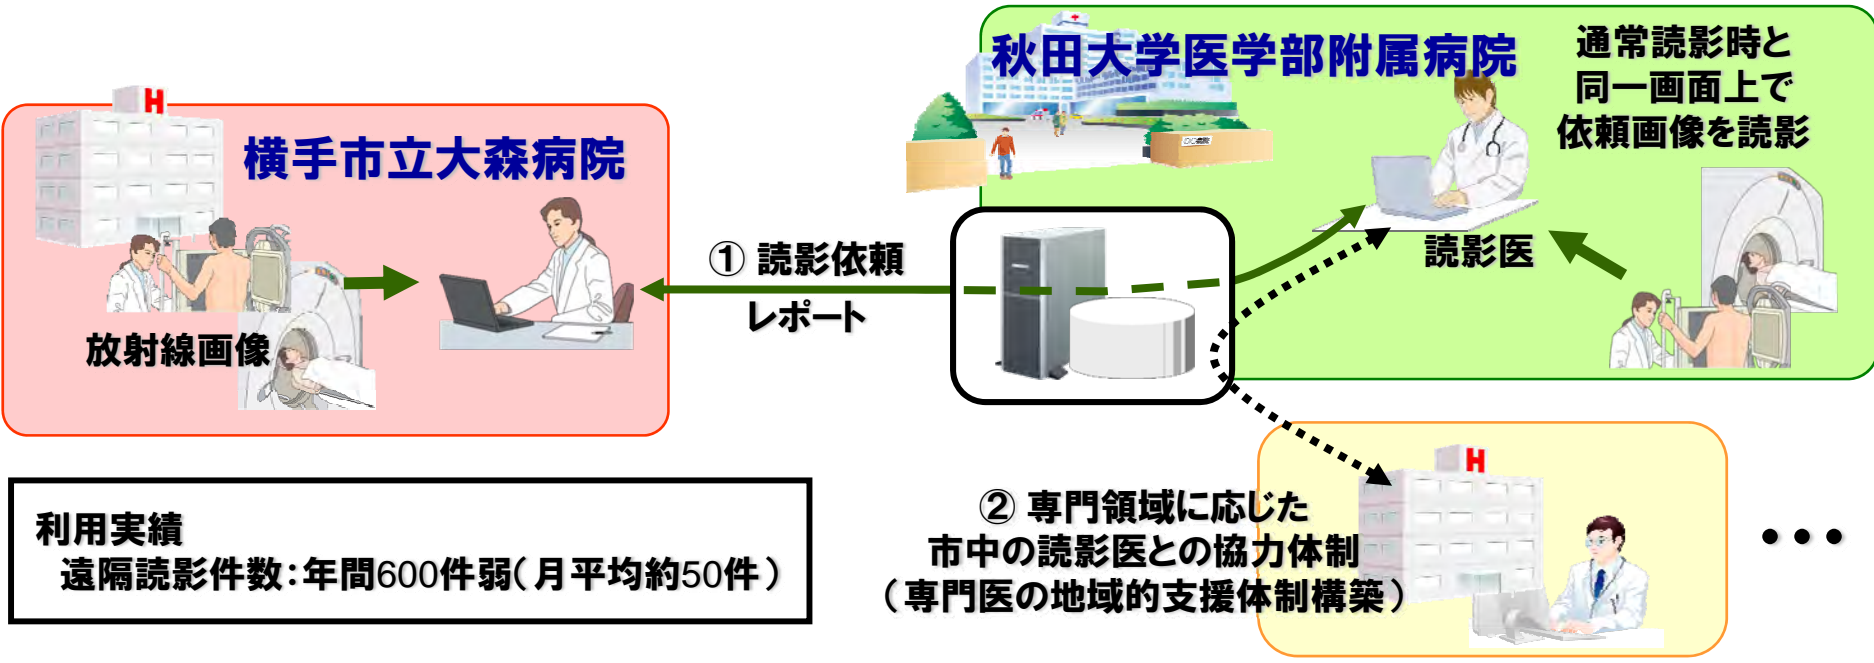 秋田大学医学部附属病院
通常読影時と
同一画面上で
依頼画像を読影
H
横手市立大森病院
① 読影依頼
レポート
読影医
放射線画像
利用実績
遠隔読影件数：年間600件弱（月平均約50件）
H
② 専門領域に応じた
市中の読影医との協力体制
（専門医の地域的支援体制構築）
●●●